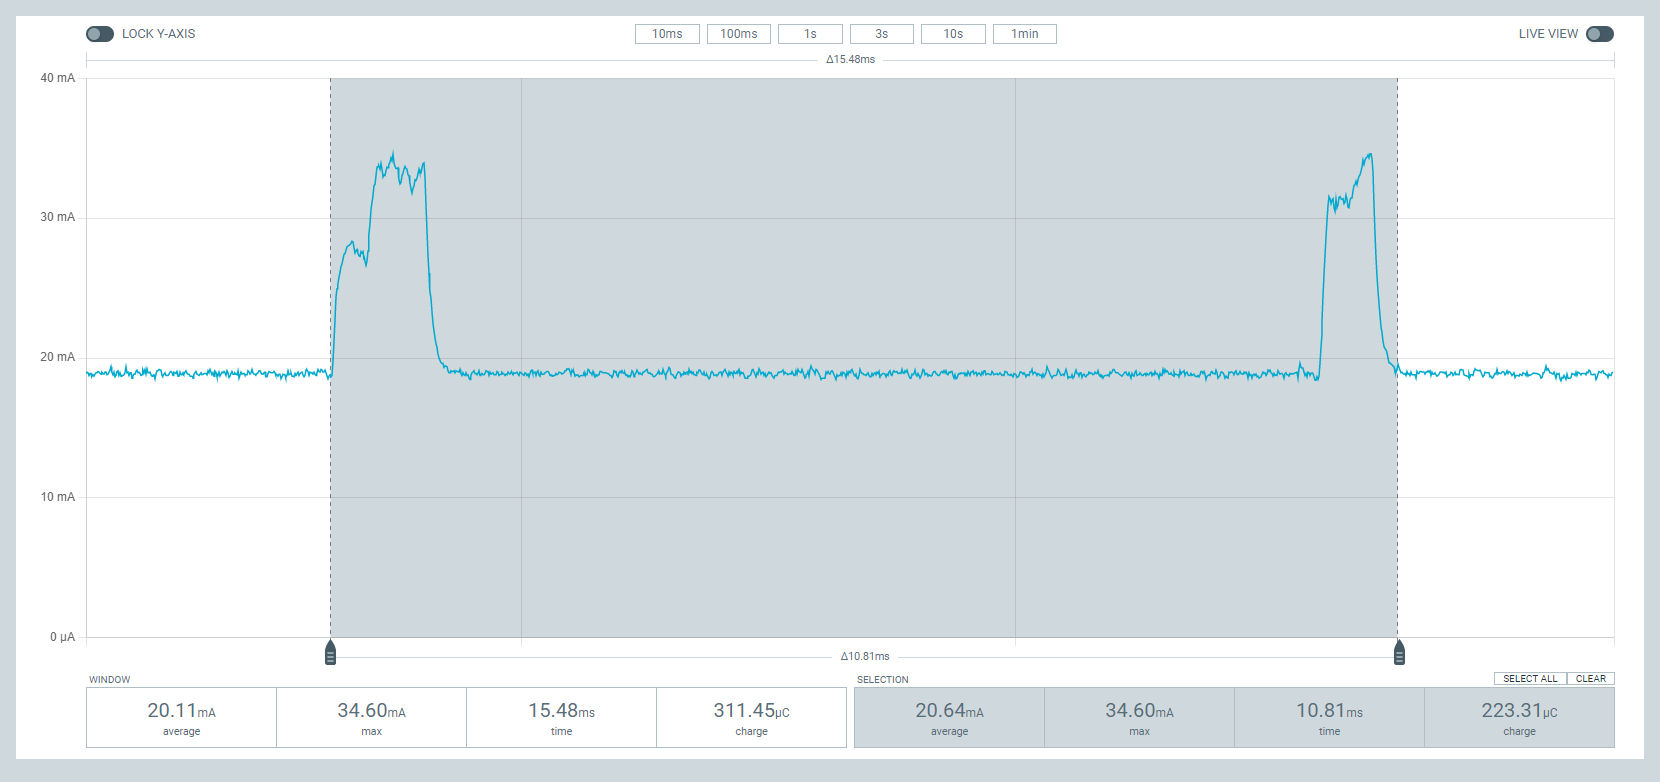 LOCK Y-AXIS 10ms 100ms 1s 3s 10s 1min LIVE VIEW
Δ15.48ms
40 mA
30 mA
20 mA
10 mA
0 µA
Δ10.81ms
WINDOW SELECTION SELECT ALL CLEAR
20.11mA 34.60mA 15.48ms 311.45µC 20.64mA 34.60mA 10.81ms 223.31µC
average max time charge average max time charge